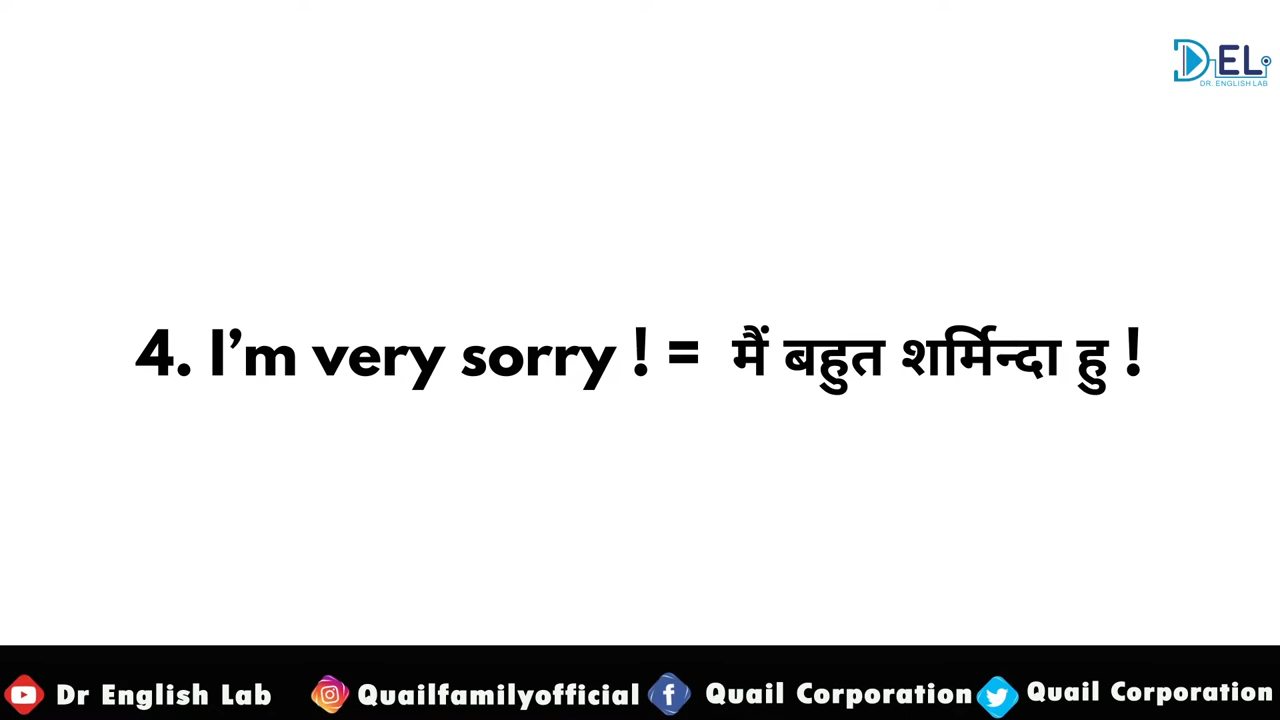 DEL
DR. ENGLISH LAB
4. I’m very sorry ! = मैं बहुत शर्मिन्दा हु !
Dr English Lab Quailfamilyofficial Quail Corporation Quail Corporation